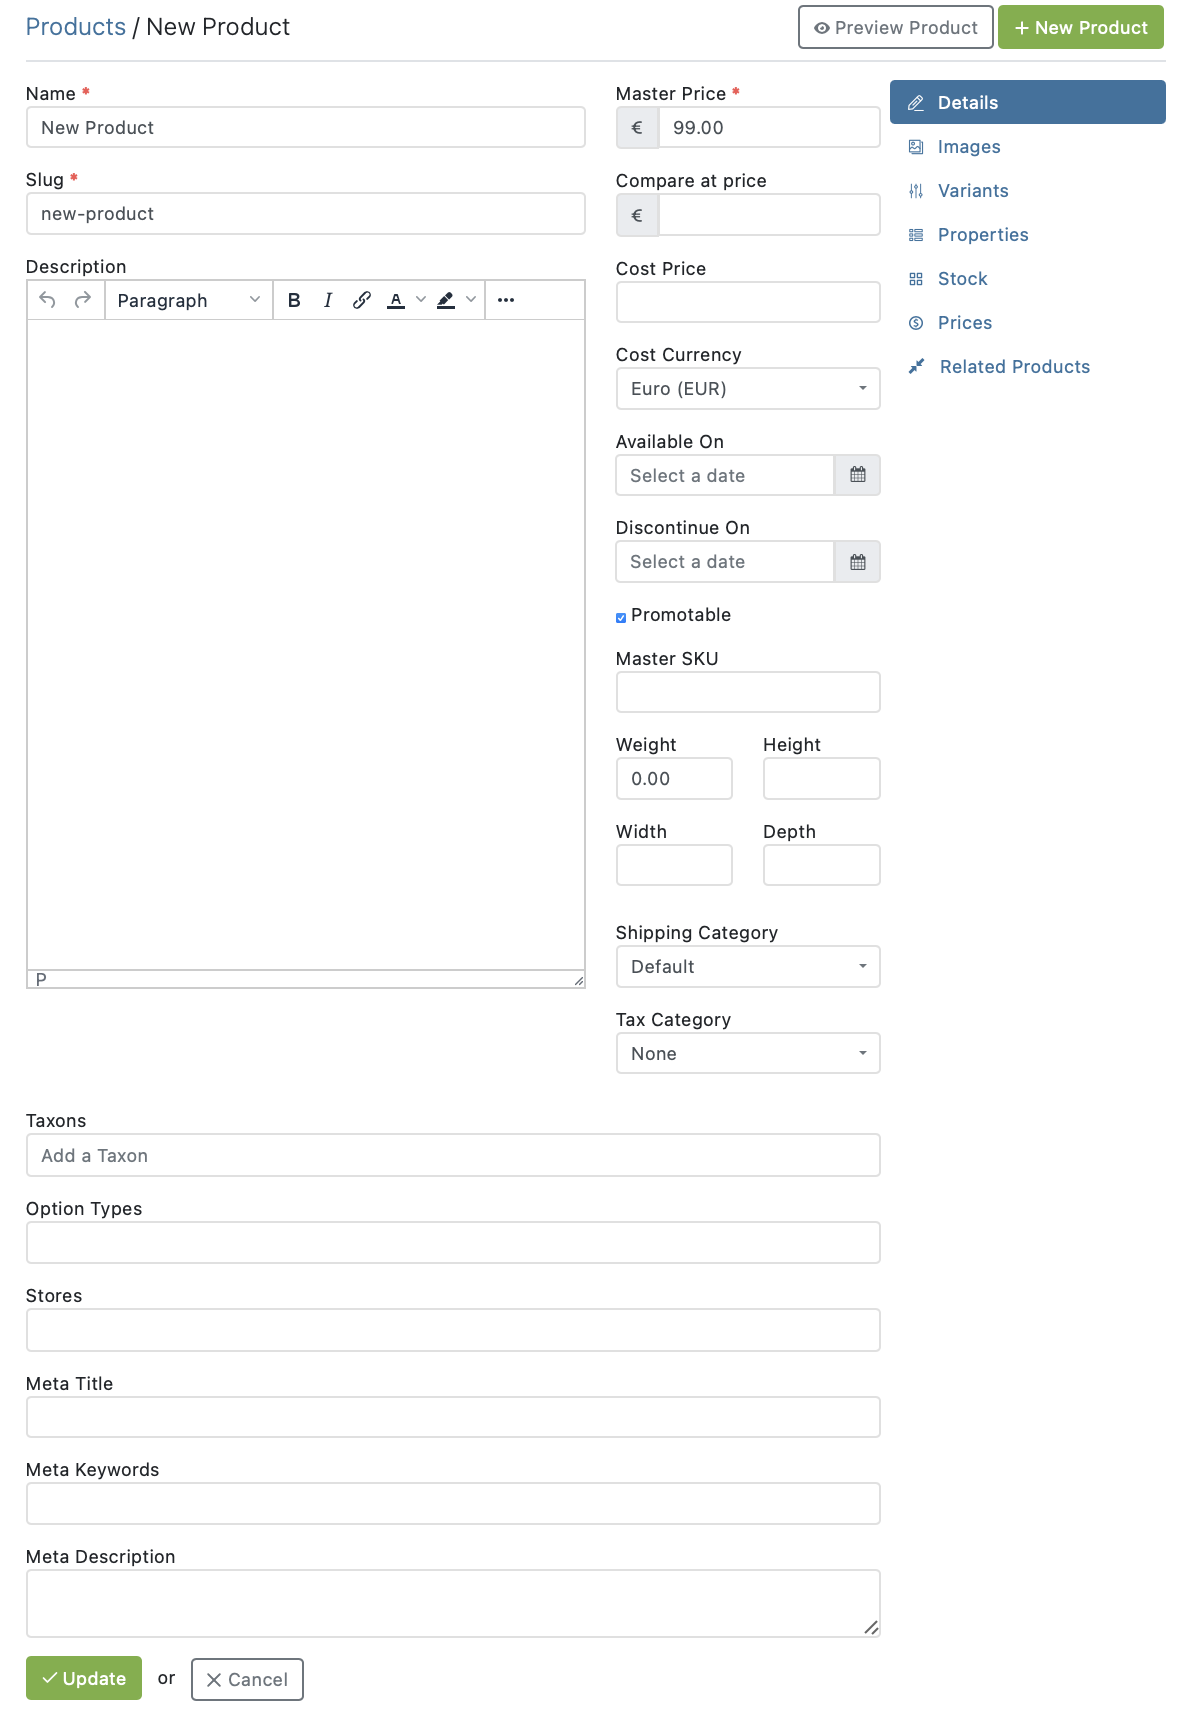 Products / New Product
Preview Product
+ New Product
Name *
New Product
Slug *
new-product
Description
Paragraph
B I A
P
Master Price *
€ 99.00
Compare at price
€
Cost Price
Cost Currency
Euro (EUR)
Available On
Select a date
Discontinue On
Select a date
Promotable
Master SKU
Weight Height
0.00
Width Depth
Shipping Category
Default
Tax Category
None
Details
Images
Variants
Properties
Stock
Prices
Related Products
Taxons
Add a Taxon
Option Types
Stores
Meta Title
Meta Keywords
Meta Description
Update or Cancel